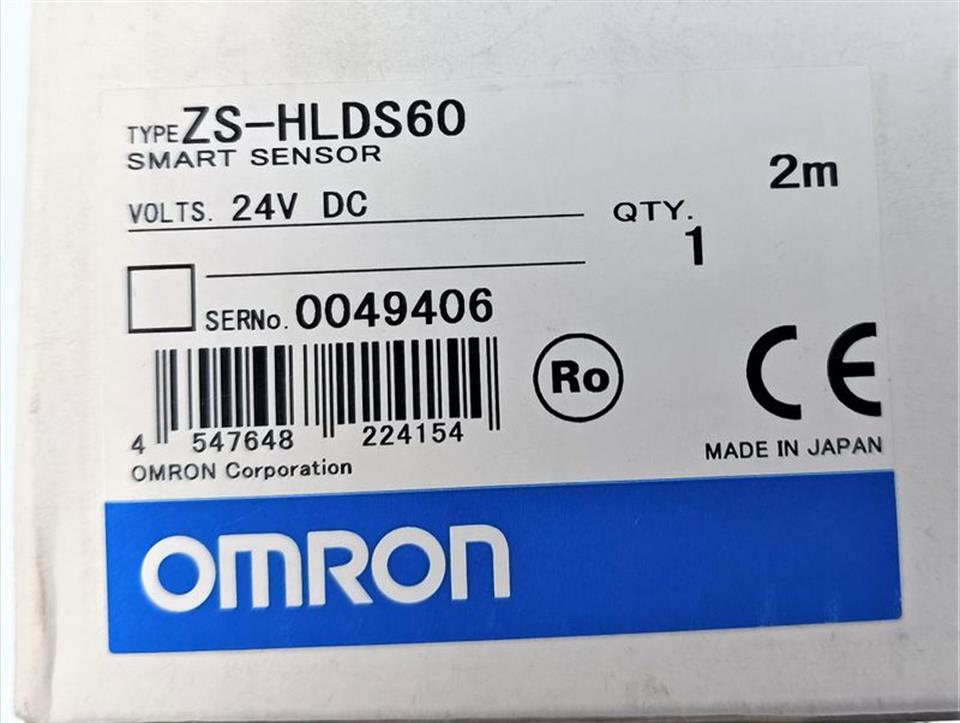 TYPE ZS-HLDS60
SMART SENSOR
2m
VOLTS. 24V DC
QTY.
1
SERNo. 0049406
Ro
CE
4 547648 224154
MADE IN JAPAN
OMRON Corporation
OMRON